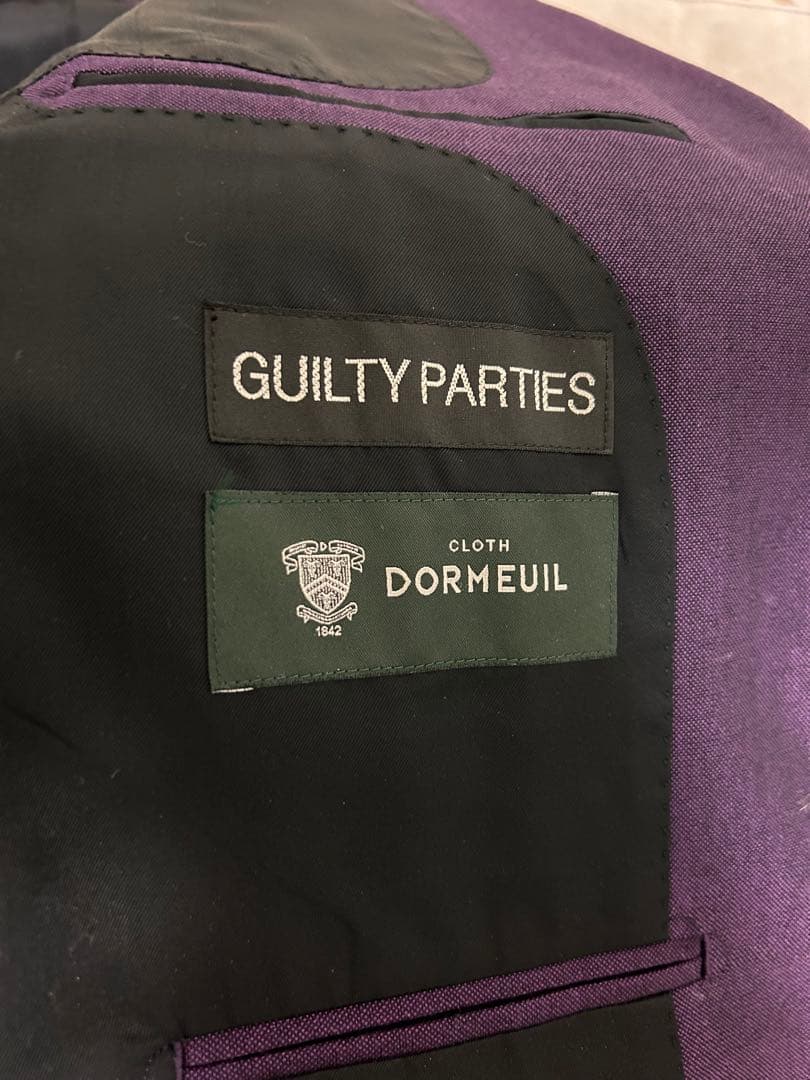 GUILTY PARTIES
CLOTH
DORMEUIL
1842